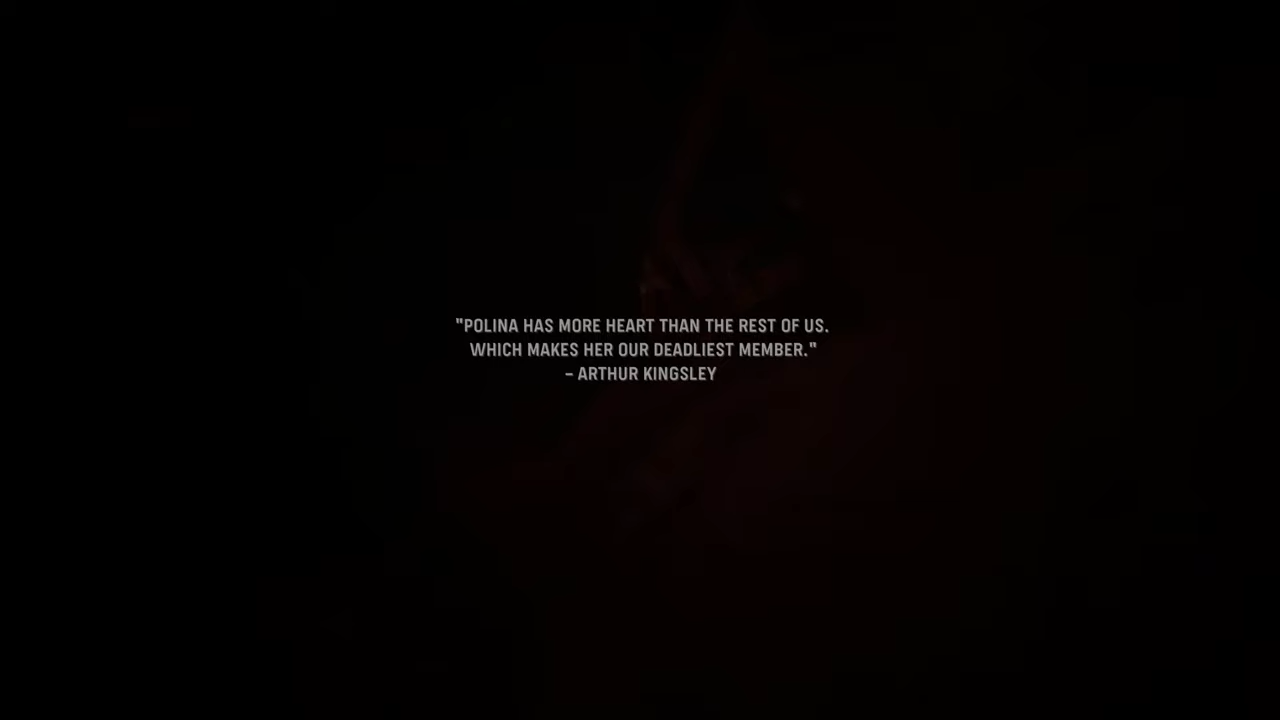 "POLINA HAS MORE HEART THAN THE REST OF US.
WHICH MAKES HER OUR DEADLIEST MEMBER."
– ARTHUR KINGSLEY